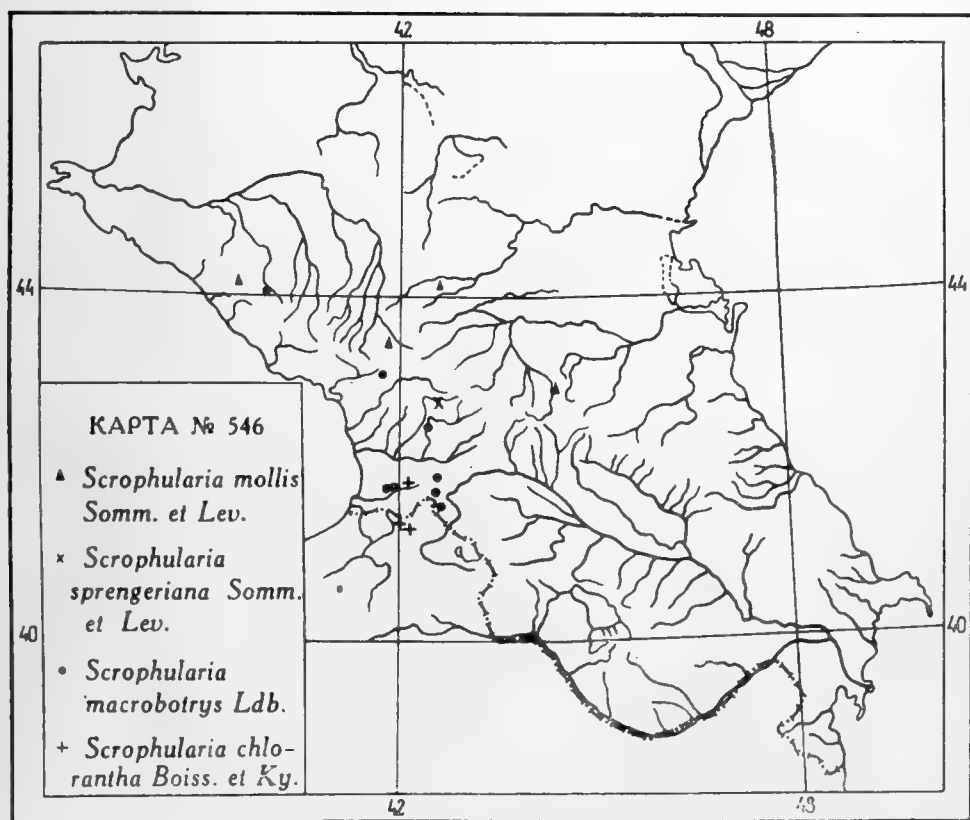 42 48
44 44
КАРТА № 546
▲ Scrophularia mollis
Somm. et Lev.
× Scrophularia
sprengeriana Somm.
et Lev.
40 40
• Scrophularia
macrobotrys Ldb.
+ Scrophularia chlo-
rantha Boiss. et Ky.
42 48